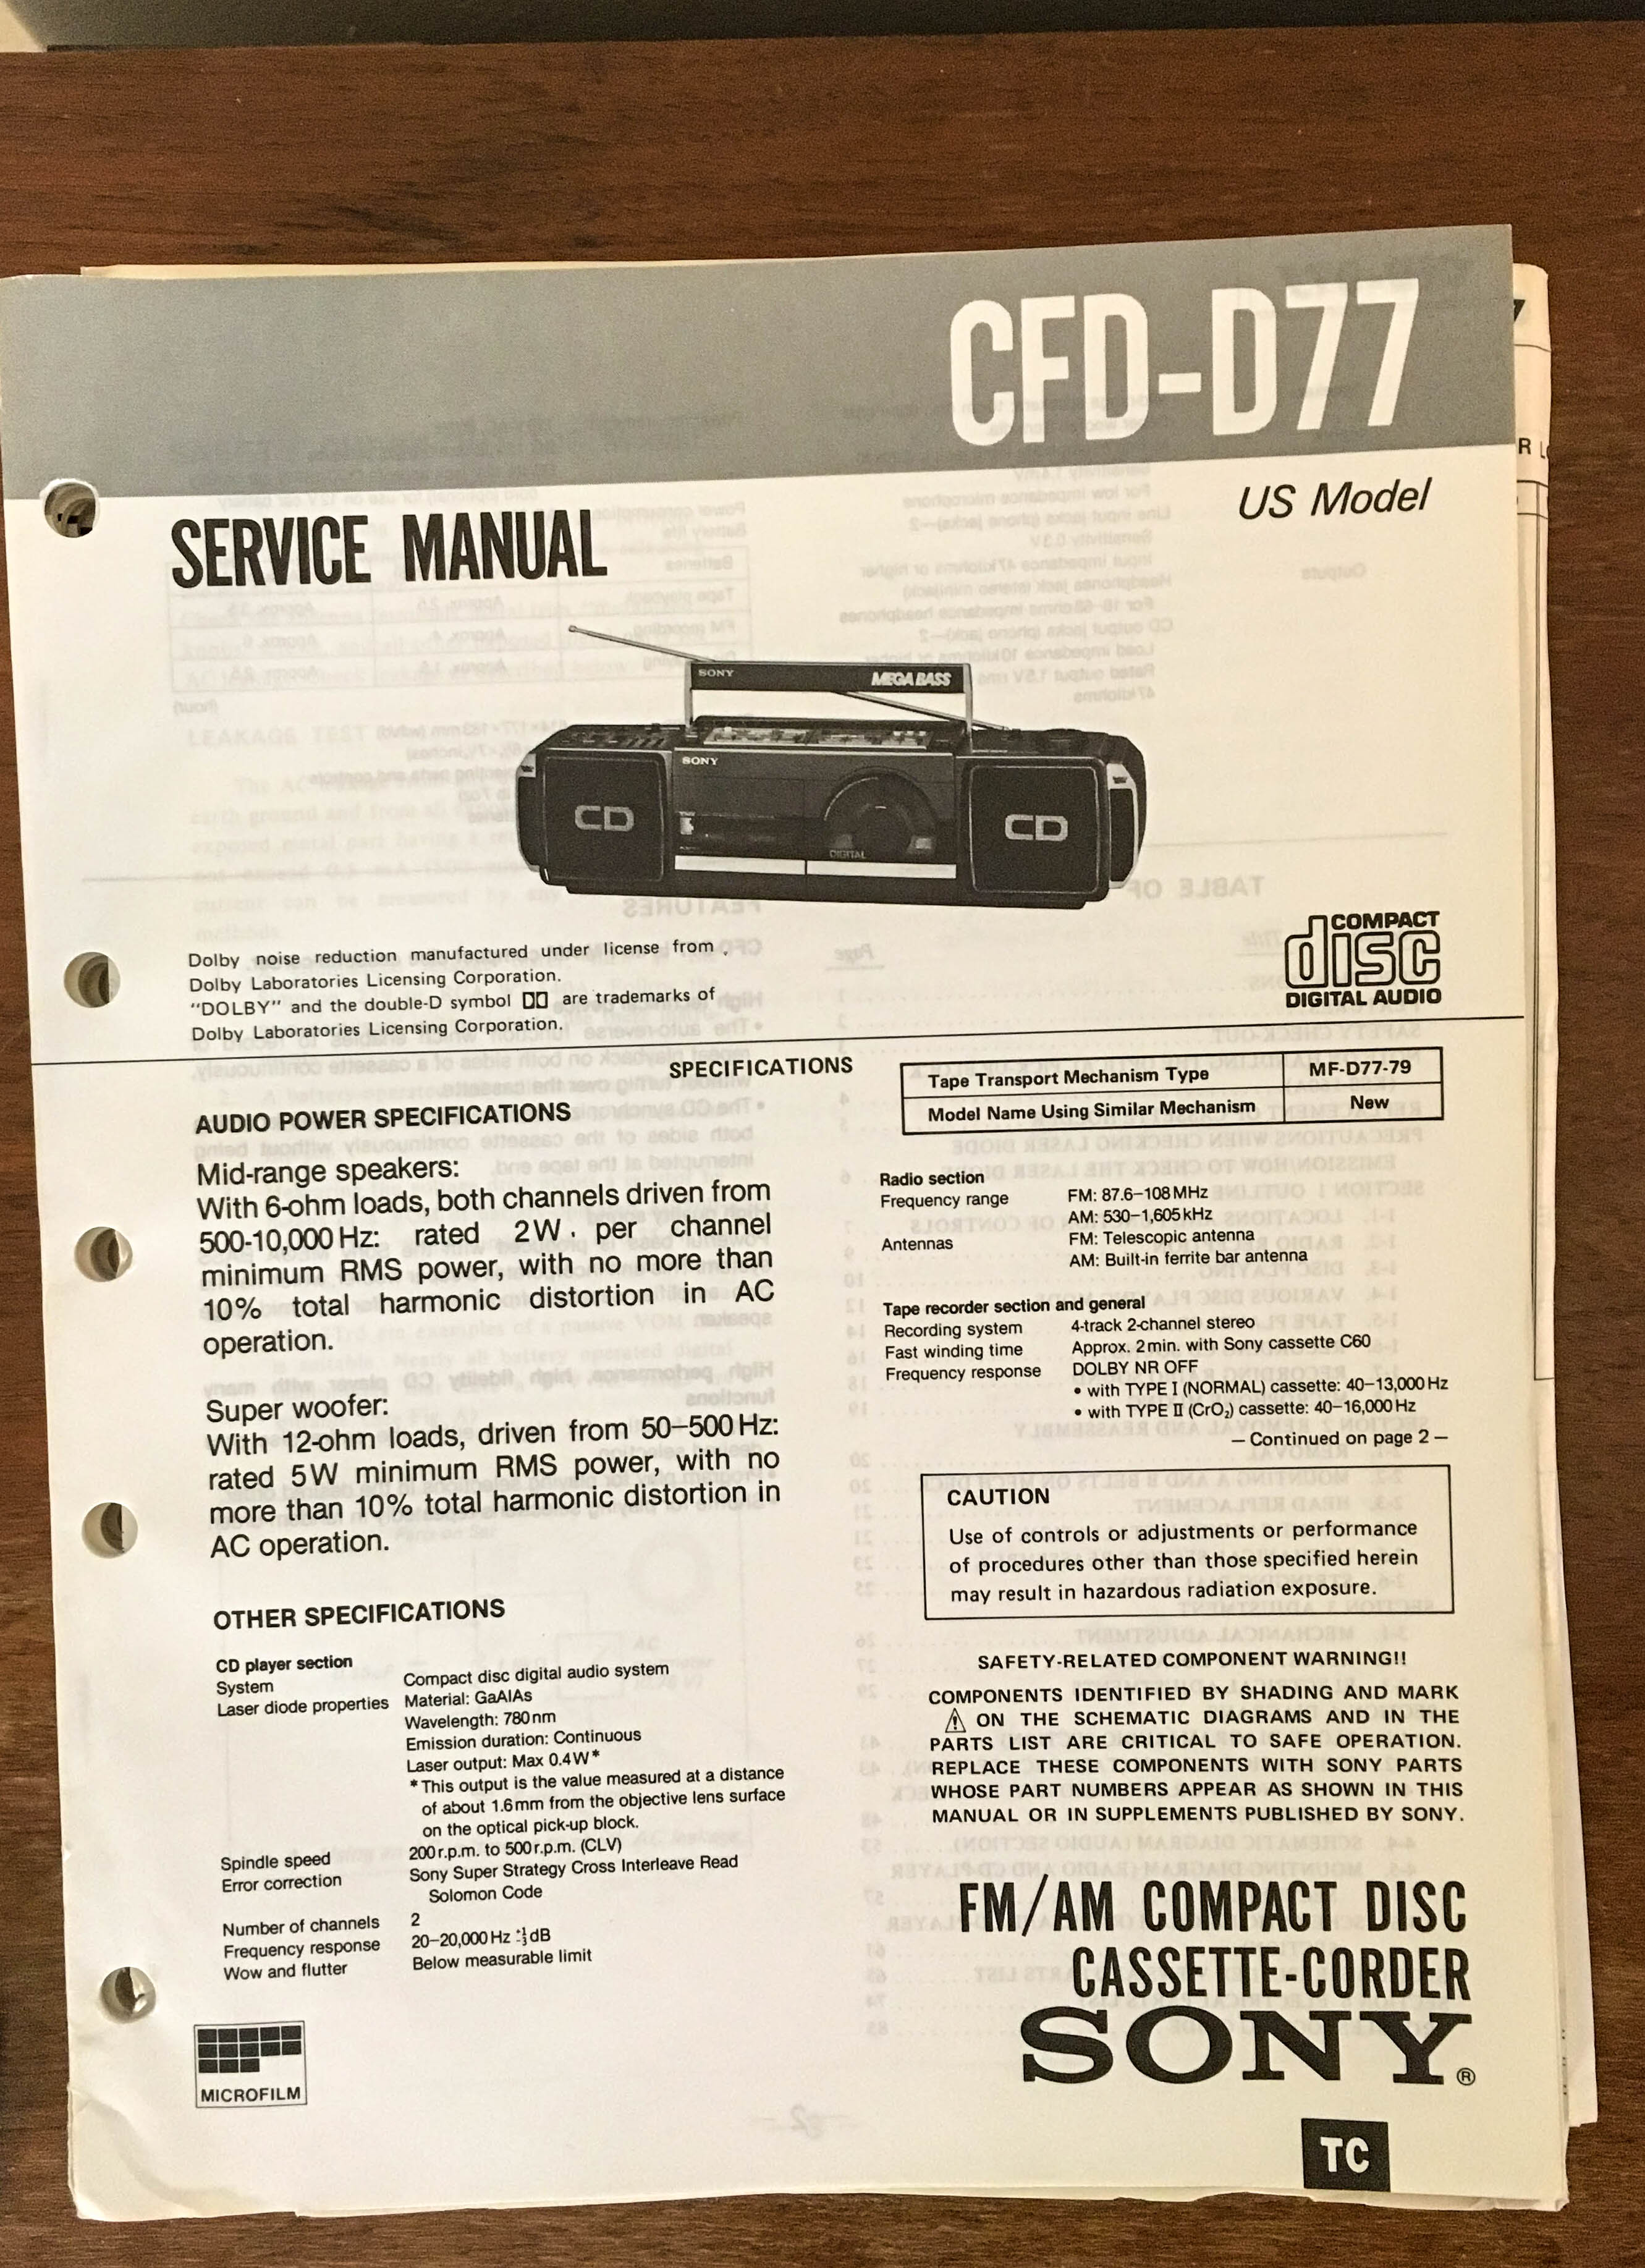 CFD-D77
US Model
SERVICE MANUAL
SONY
MEGA BASS
SONY
CD
CD
DIGITAL
COMPACT
disc
DIGITAL AUDIO
Dolby noise reduction manufactured under license from
Dolby Laboratories Licensing Corporation.
“DOLBY” and the double-D symbol are trademarks of
Dolby Laboratories Licensing Corporation.
SPECIFICATIONS
AUDIO POWER SPECIFICATIONS
Mid-range speakers:
With 6-ohm loads, both channels driven from
500-10,000 Hz: rated 2W. per channel
minimum RMS power, with no more than
10% total harmonic distortion in AC
operation.
Super woofer:
With 12-ohm loads, driven from 50–500 Hz:
rated 5W minimum RMS power, with no
more than 10% total harmonic distortion in
AC operation.
OTHER SPECIFICATIONS
CD player section
System Compact disc digital audio system
Laser diode properties Material: GaAlAs
Wavelength: 780 nm
Emission duration: Continuous
Laser output: Max 0.4W*
* This output is the value measured at a distance
of about 1.6 mm from the objective lens surface
on the optical pick-up block.
Spindle speed 200 r.p.m. to 500 r.p.m. (CLV)
Error correction Sony Super Strategy Cross Interleave Read
Solomon Code
Number of channels 2
Frequency response 20–20,000 Hz dB
Wow and flutter Below measurable limit
MICROFILM
Tape Transport Mechanism Type MF-D77-79
Model Name Using Similar Mechanism New
Radio section
Frequency range FM: 87.6–108 MHz
AM: 530–1,605 kHz
Antennas FM: Telescopic antenna
AM: Built-in ferrite bar antenna
Tape recorder section and general
Recording system 4-track 2-channel stereo
Fast winding time Approx. 2 min. with Sony cassette C60
Frequency response DOLBY NR OFF
• with TYPE I (NORMAL) cassette: 40–13,000 Hz
• with TYPE II (CrO₂) cassette: 40–16,000 Hz
— Continued on page 2 —
CAUTION
Use of controls or adjustments or performance
of procedures other than those specified herein
may result in hazardous radiation exposure.
SAFETY-RELATED COMPONENT WARNING!!
COMPONENTS IDENTIFIED BY SHADING AND MARK
⚠ ON THE SCHEMATIC DIAGRAMS AND IN THE
PARTS LIST ARE CRITICAL TO SAFE OPERATION.
REPLACE THESE COMPONENTS WITH SONY PARTS
WHOSE PART NUMBERS APPEAR AS SHOWN IN THIS
MANUAL OR IN SUPPLEMENTS PUBLISHED BY SONY.
FM/AM COMPACT DISC
CASSETTE-CORDER
SONY®
TC